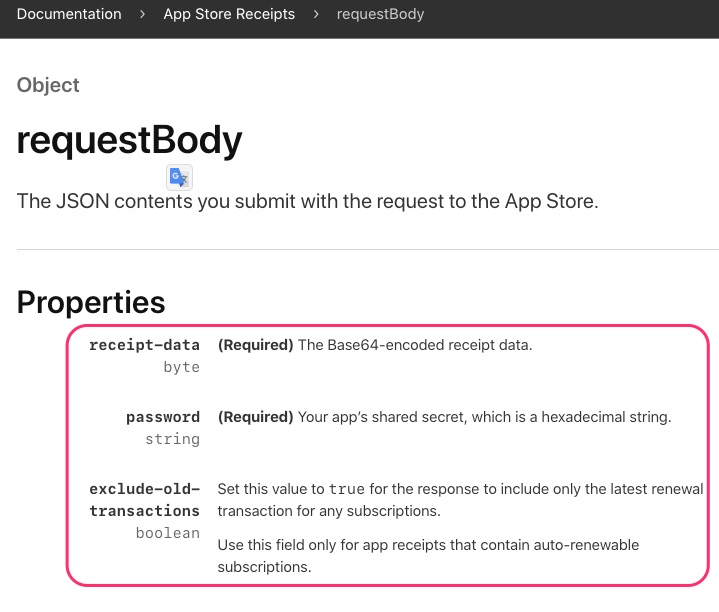 Documentation > App Store Receipts > requestBody
Object
requestBody
The JSON contents you submit with the request to the App Store.
Properties
receipt-data (Required) The Base64-encoded receipt data.
byte
password (Required) Your app's shared secret, which is a hexadecimal string.
string
exclude-old- Set this value to true for the response to include only the latest renewal
transactions transaction for any subscriptions.
boolean Use this field only for app receipts that contain auto-renewable
subscriptions.